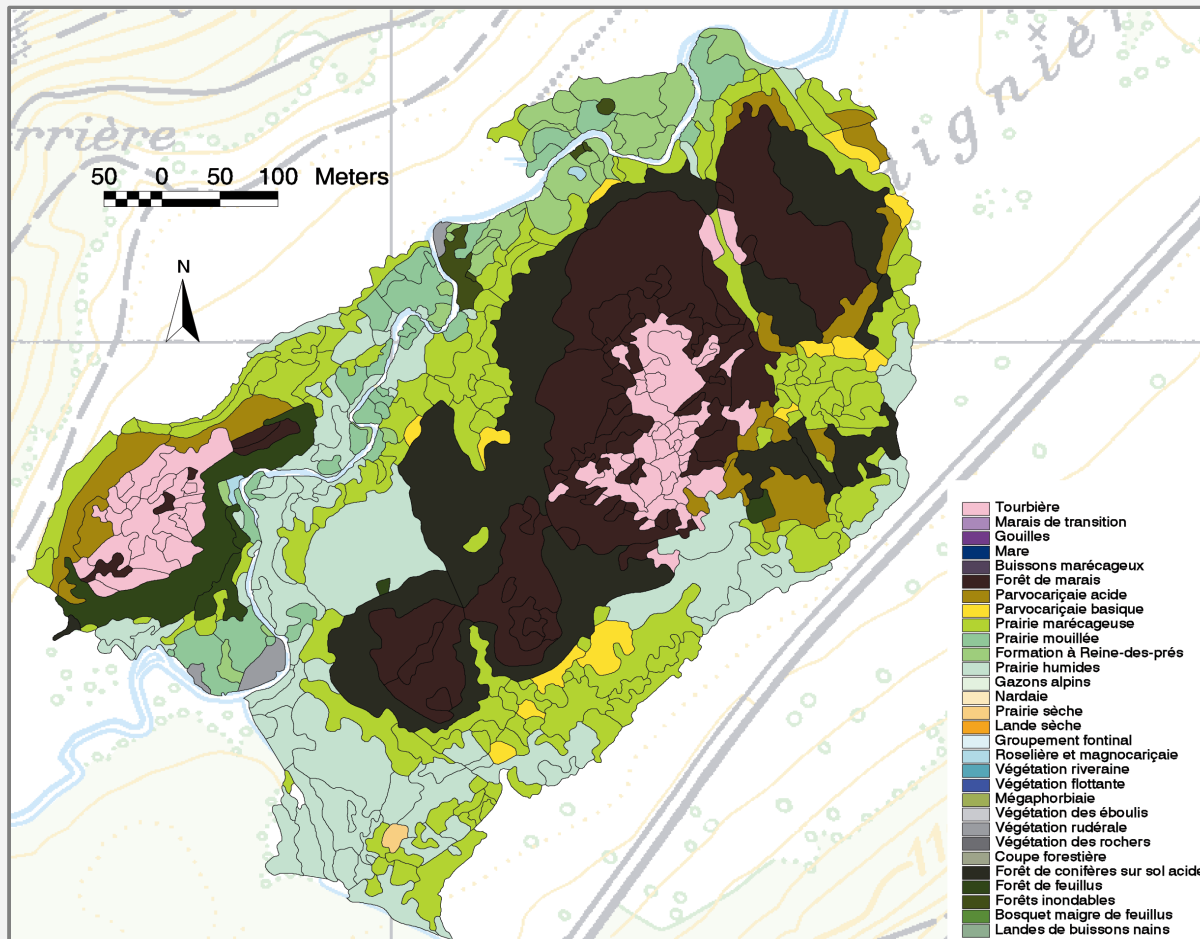 rrière
tignièr
50 0 50 100 Meters
N
Tourbière
Marais de transition
Gouilles
Mare
Buissons marécageux
Forêt de marais
Parvocariçaie acide
Parvocariçaie basique
Prairie marécageuse
Prairie mouillée
Formation à Reine-des-prés
Prairie humides
Gazons alpins
Nardaie
Prairie sèche
Lande sèche
Groupement fontinal
Roselière et magnocariçaie
Végétation riveraine
Végétation flottante
Mégaphorbiaie
Végétation des éboulis
Végétation rudérale
Végétation des rochers
Coupe forestière
Forêt de conifères sur sol acide
Forêt de feuillus
Forêts inondables
Bosquet maigre de feuillus
Landes de buissons nains